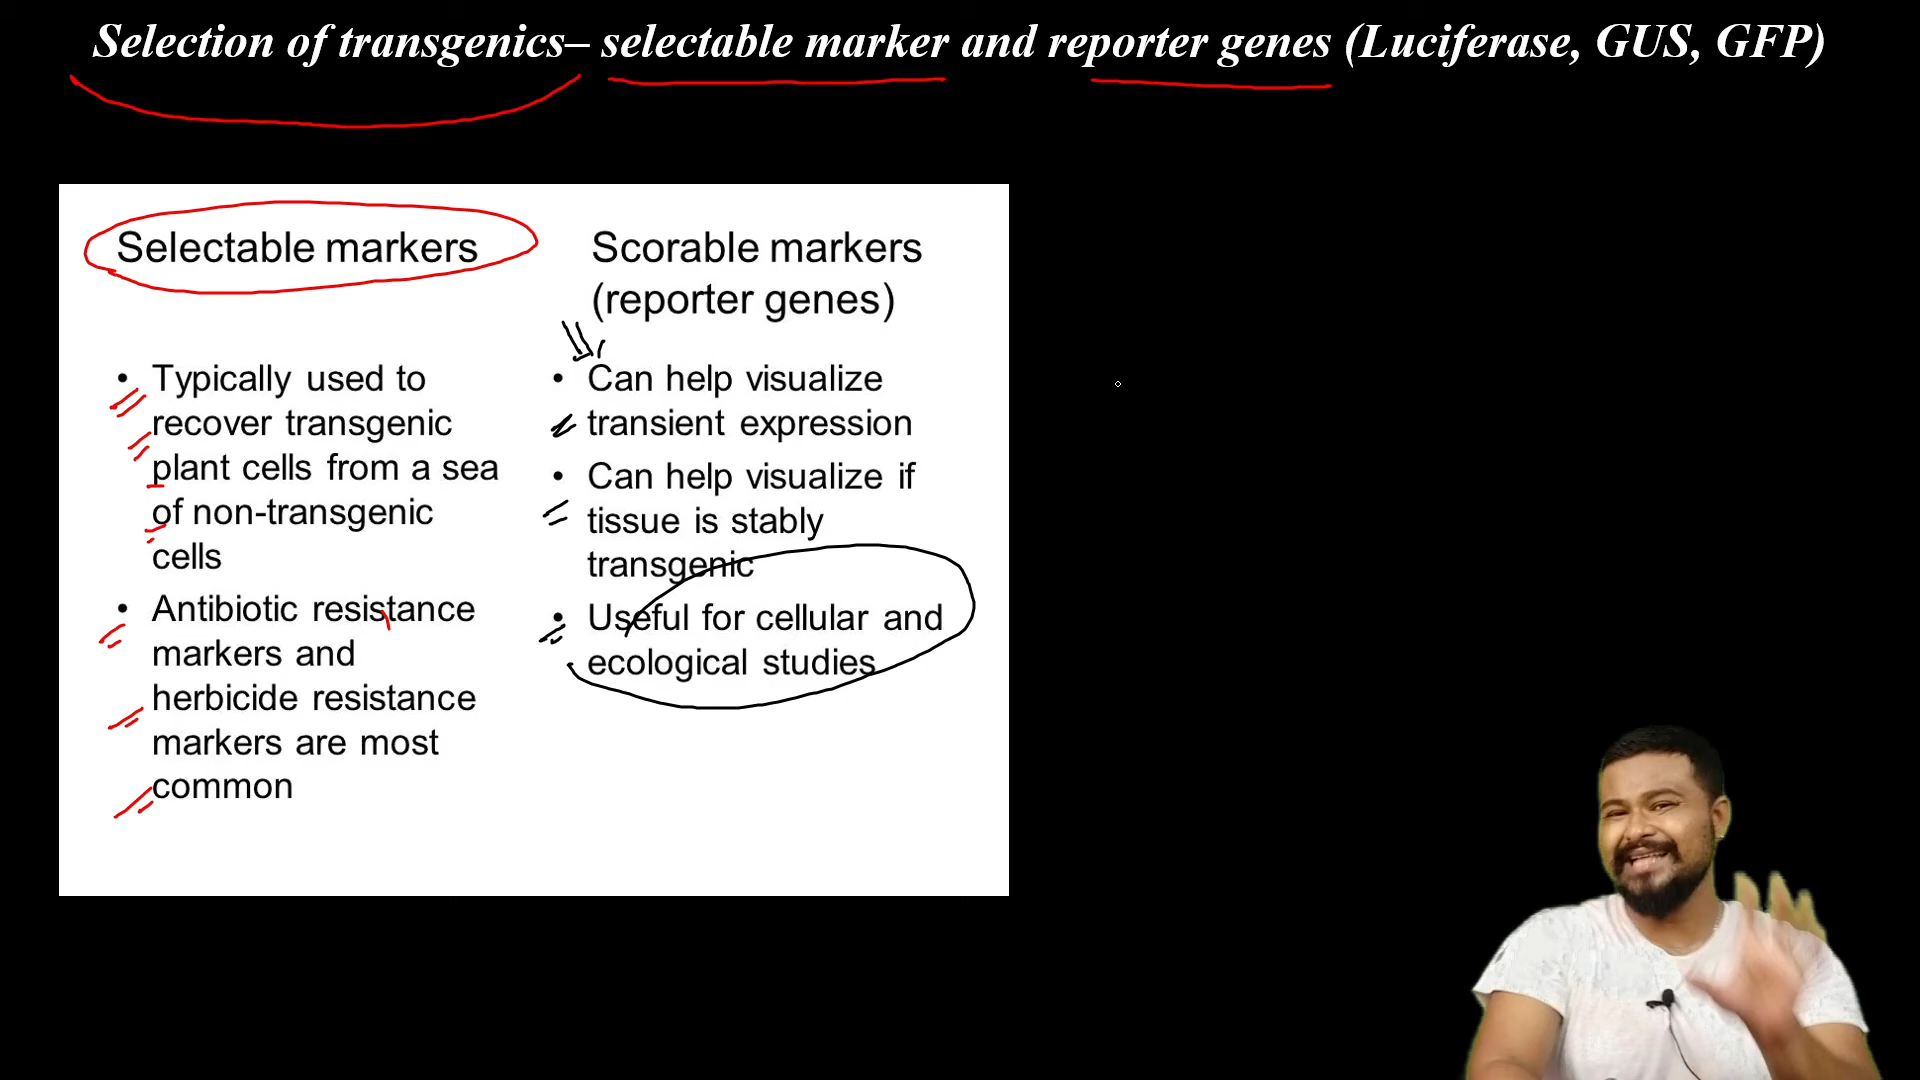 Selection of transgenics– selectable marker and reporter genes (Luciferase, GUS, GFP)
Selectable markers
• Typically used to
recover transgenic
plant cells from a sea
of non-transgenic
cells
• Antibiotic resistance
markers and
herbicide resistance
markers are most
common
Scorable markers
(reporter genes)
• Can help visualize
transient expression
• Can help visualize if
tissue is stably
transgenic
• Useful for cellular and
ecological studies